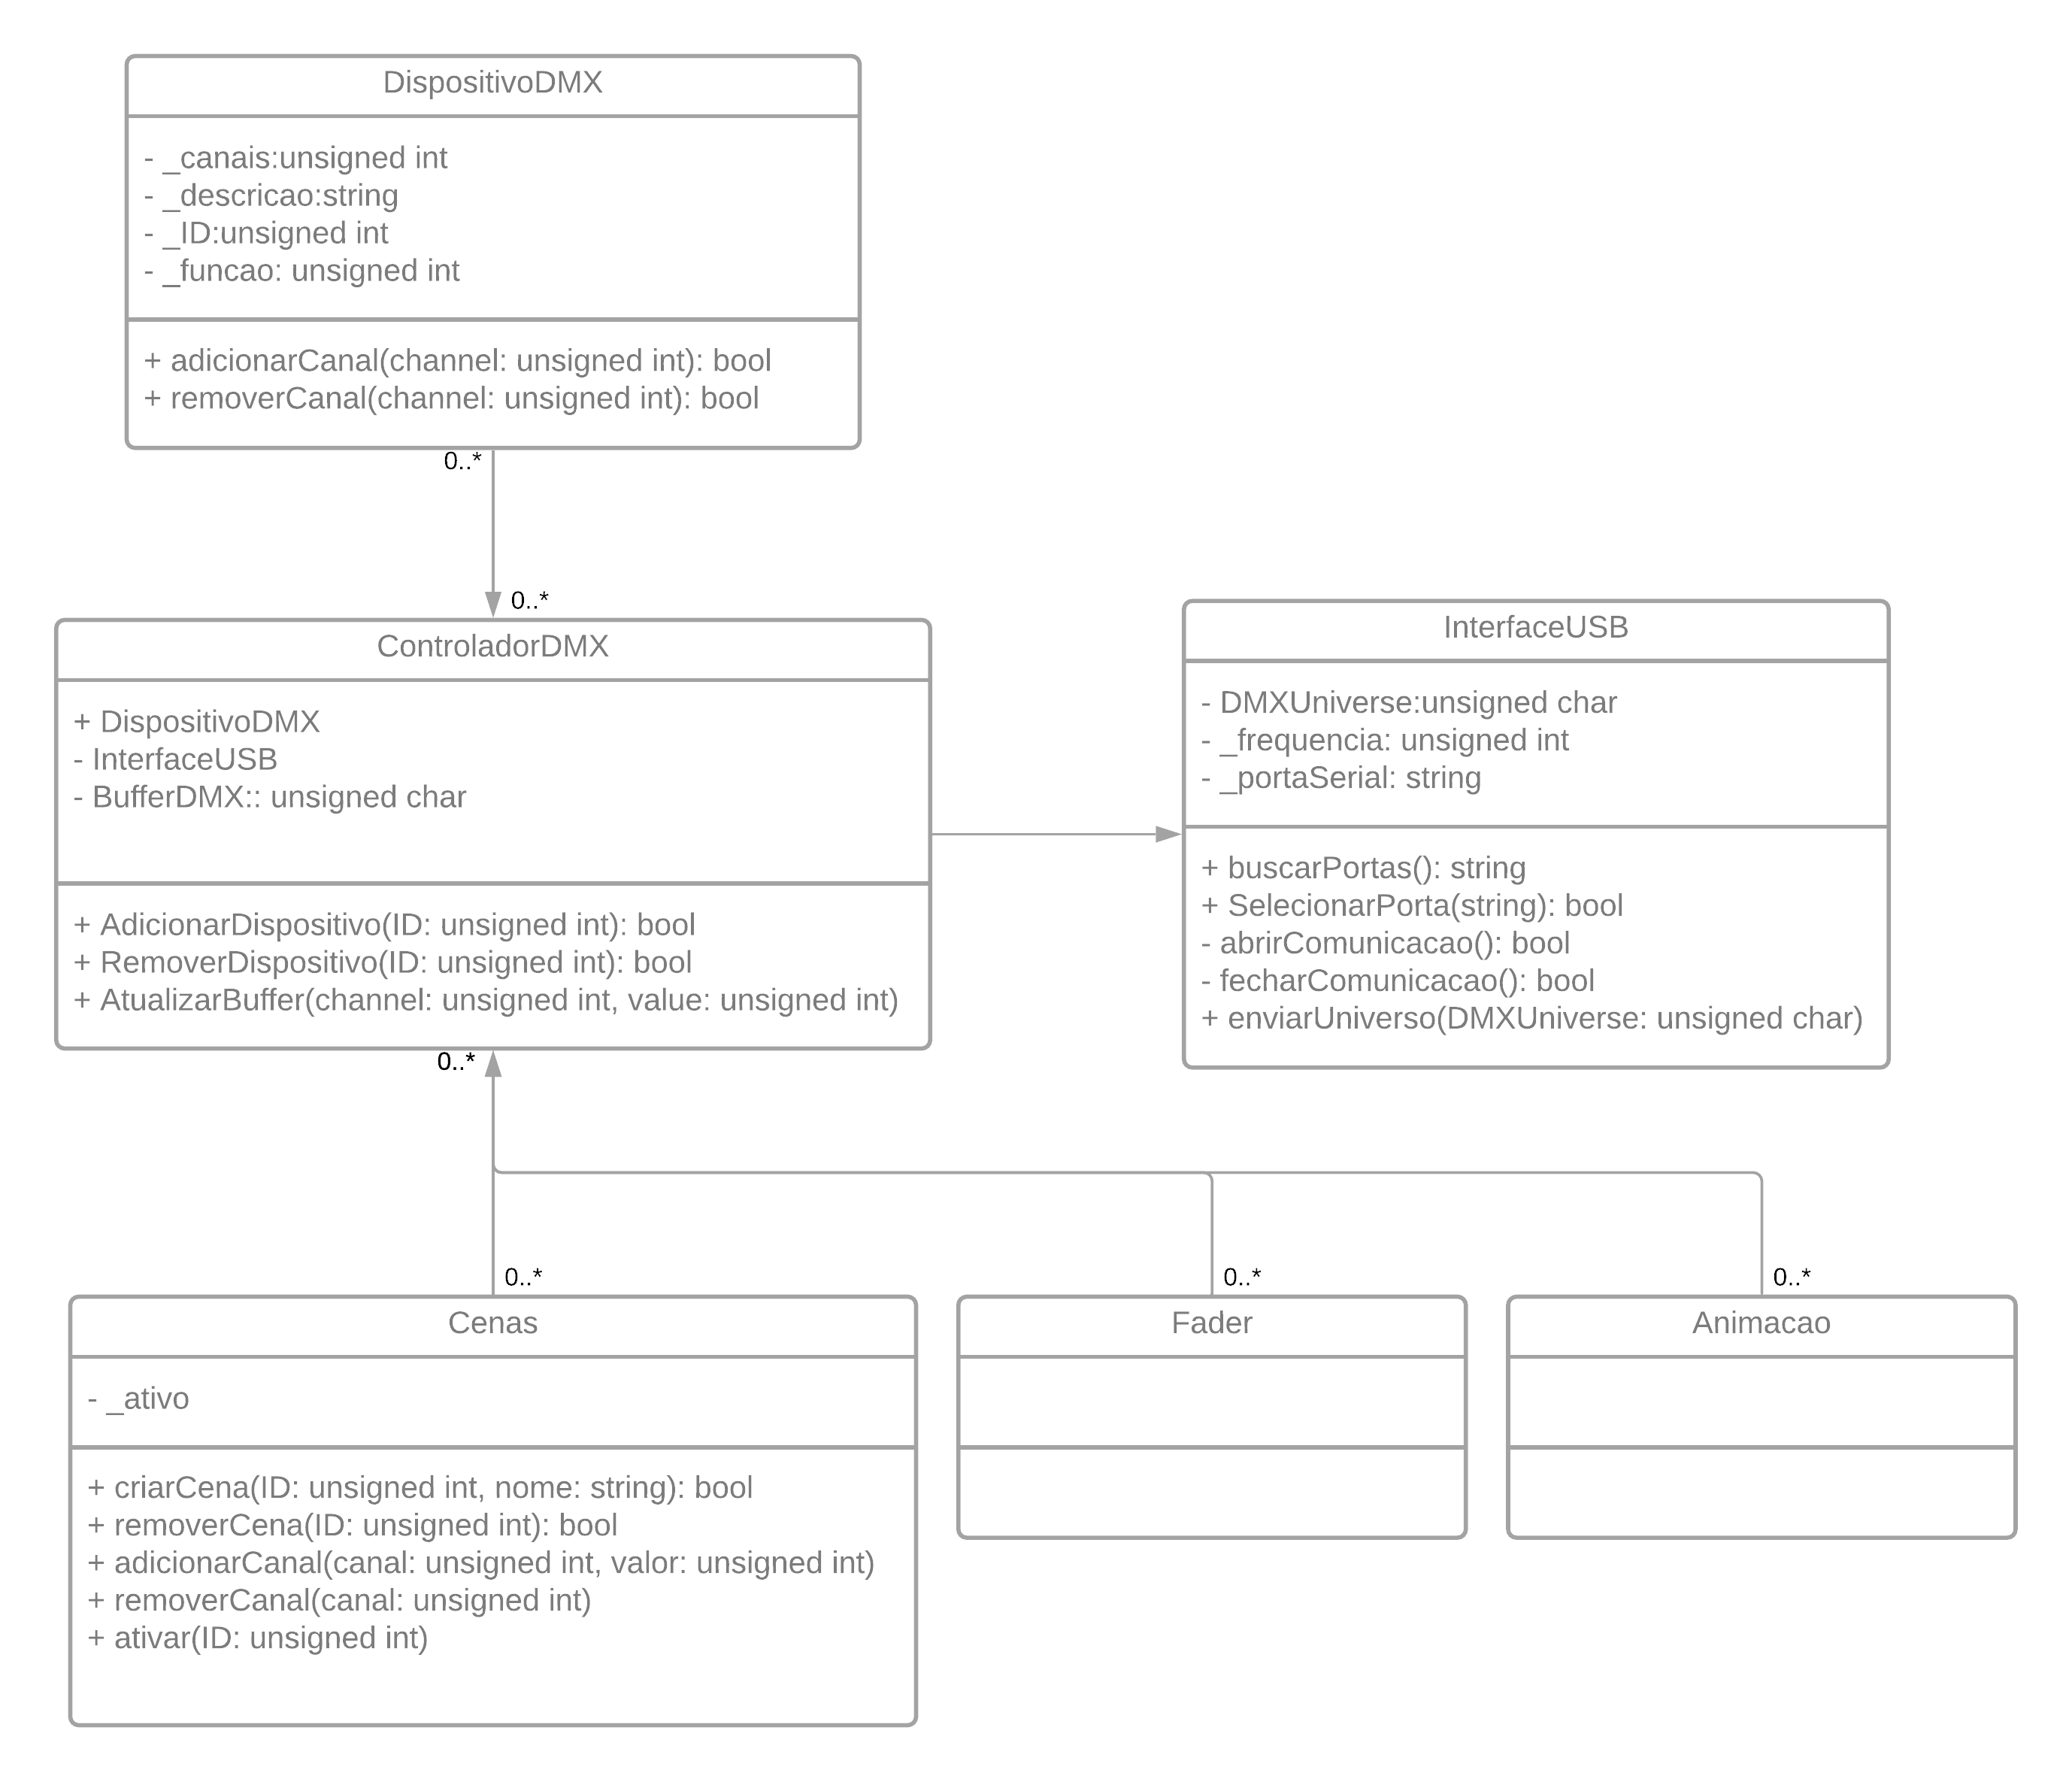 DispositivoDMX
- _canais:unsigned int
- _descricao:string
- _ID:unsigned int
- _funcao: unsigned int
+ adicionarCanal(channel: unsigned int): bool
+ removerCanal(channel: unsigned int): bool
0..*
0..*
ControladorDMX
+ DispositivoDMX
- InterfaceUSB
- BufferDMX:: unsigned char
+ AdicionarDispositivo(ID: unsigned int): bool
+ RemoverDispositivo(ID: unsigned int): bool
+ AtualizarBuffer(channel: unsigned int, value: unsigned int)
InterfaceUSB
- DMXUniverse:unsigned char
- _frequencia: unsigned int
- _portaSerial: string
+ buscarPortas(): string
+ SelecionarPorta(string): bool
- abrirComunicacao(): bool
- fecharComunicacao(): bool
+ enviarUniverso(DMXUniverse: unsigned char)
0..*
0..*
0..*
0..*
Cenas
- _ativo
+ criarCena(ID: unsigned int, nome: string): bool
+ removerCena(ID: unsigned int): bool
+ adicionarCanal(canal: unsigned int, valor: unsigned int)
+ removerCanal(canal: unsigned int)
+ ativar(ID: unsigned int)
Fader
Animacao